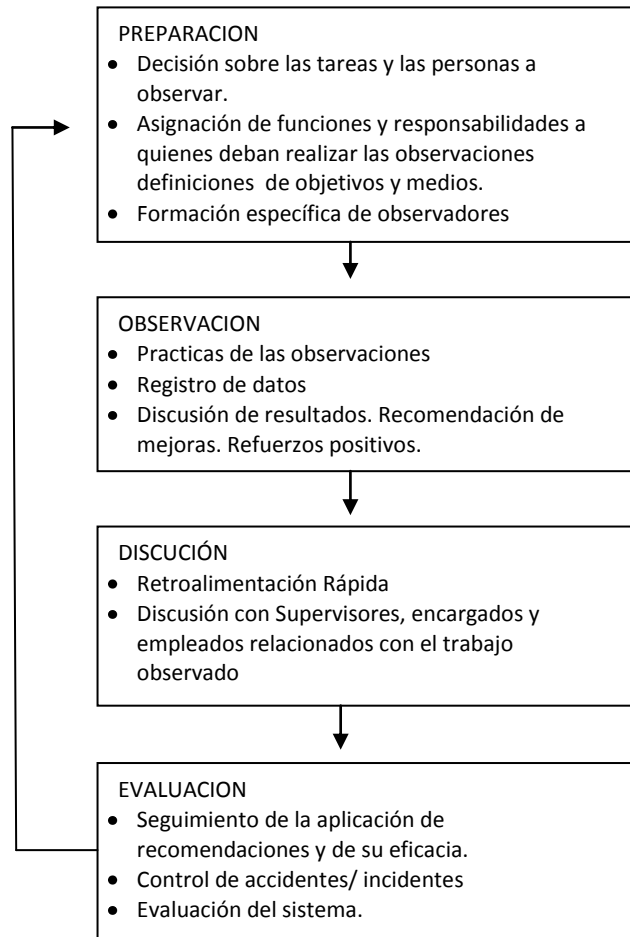 PREPARACION
• Decisión sobre las tareas y las personas a
observar.
• Asignación de funciones y responsabilidades a
quienes deban realizar las observaciones
definiciones de objetivos y medios.
• Formación específica de observadores
OBSERVACION
• Practicas de las observaciones
• Registro de datos
• Discusión de resultados. Recomendación de
mejoras. Refuerzos positivos.
DISCUCIÓN
• Retroalimentación Rápida
• Discusión con Supervisores, encargados y
empleados relacionados con el trabajo
observado
EVALUACION
• Seguimiento de la aplicación de
recomendaciones y de su eficacia.
• Control de accidentes/ incidentes
• Evaluación del sistema.